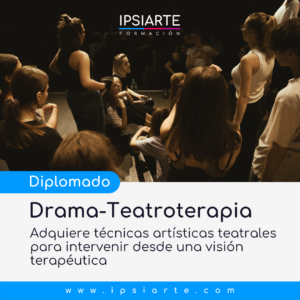 IPSIARTE
FORMACIÓN
Diplomado
Drama-Teatroterapia
Adquiere técnicas artísticas teatrales
para intervenir desde una visión
terapéutica
www.ipsiarte.com